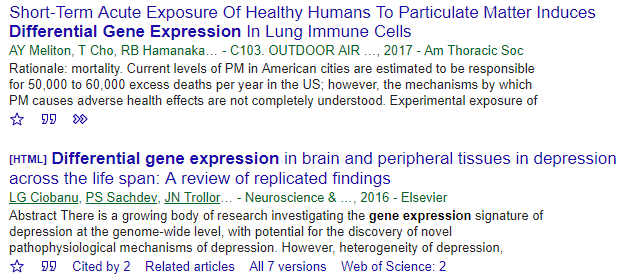 Short-Term Acute Exposure Of Healthy Humans To Particulate Matter Induces
Differential Gene Expression In Lung Immune Cells
AY Meliton, T Cho, RB Hamanaka… - C103. OUTDOOR AIR …, 2017 - Am Thoracic Soc
Rationale: mortality. Current levels of PM in American cities are estimated to be responsible
for 50,000 to 60,000 excess deaths per year in the US; however, the mechanisms by which
PM causes adverse health effects are not completely understood. Experimental exposure of
[HTML] Differential gene expression in brain and peripheral tissues in depression
across the life span: A review of replicated findings
LG Ciobanu, PS Sachdev, JN Trollor… - Neuroscience & …, 2016 - Elsevier
Abstract There is a growing body of research investigating the gene expression signature of
depression at the genome-wide level, with potential for the discovery of novel
pathophysiological mechanisms of depression. However, heterogeneity of depression,
Cited by 2 Related articles All 7 versions Web of Science: 2